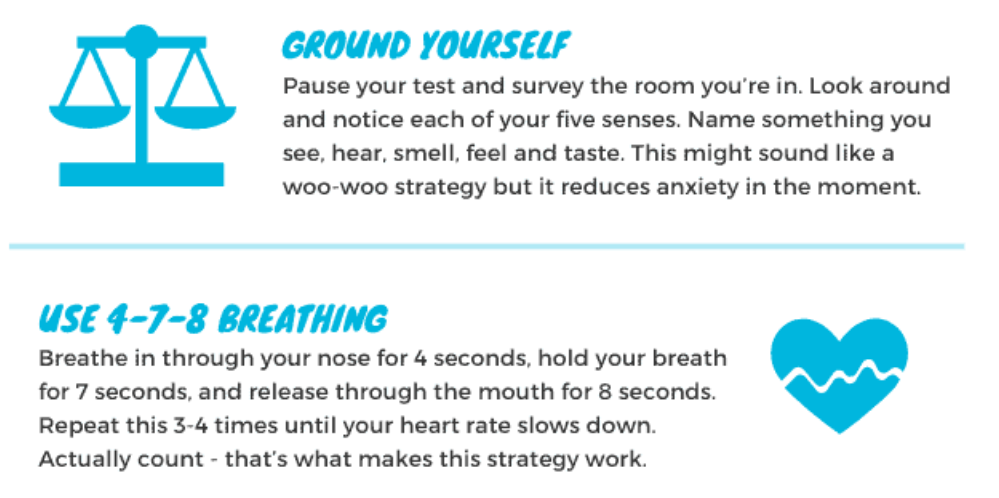 GROUND YOURSELF
Pause your test and survey the room you're in. Look around
and notice each of your five senses. Name something you
see, hear, smell, feel and taste. This might sound like a
woo-woo strategy but it reduces anxiety in the moment.
USE 4-7-8 BREATHING
Breathe in through your nose for 4 seconds, hold your breath
for 7 seconds, and release through the mouth for 8 seconds.
Repeat this 3-4 times until your heart rate slows down.
Actually count - that's what makes this strategy work.